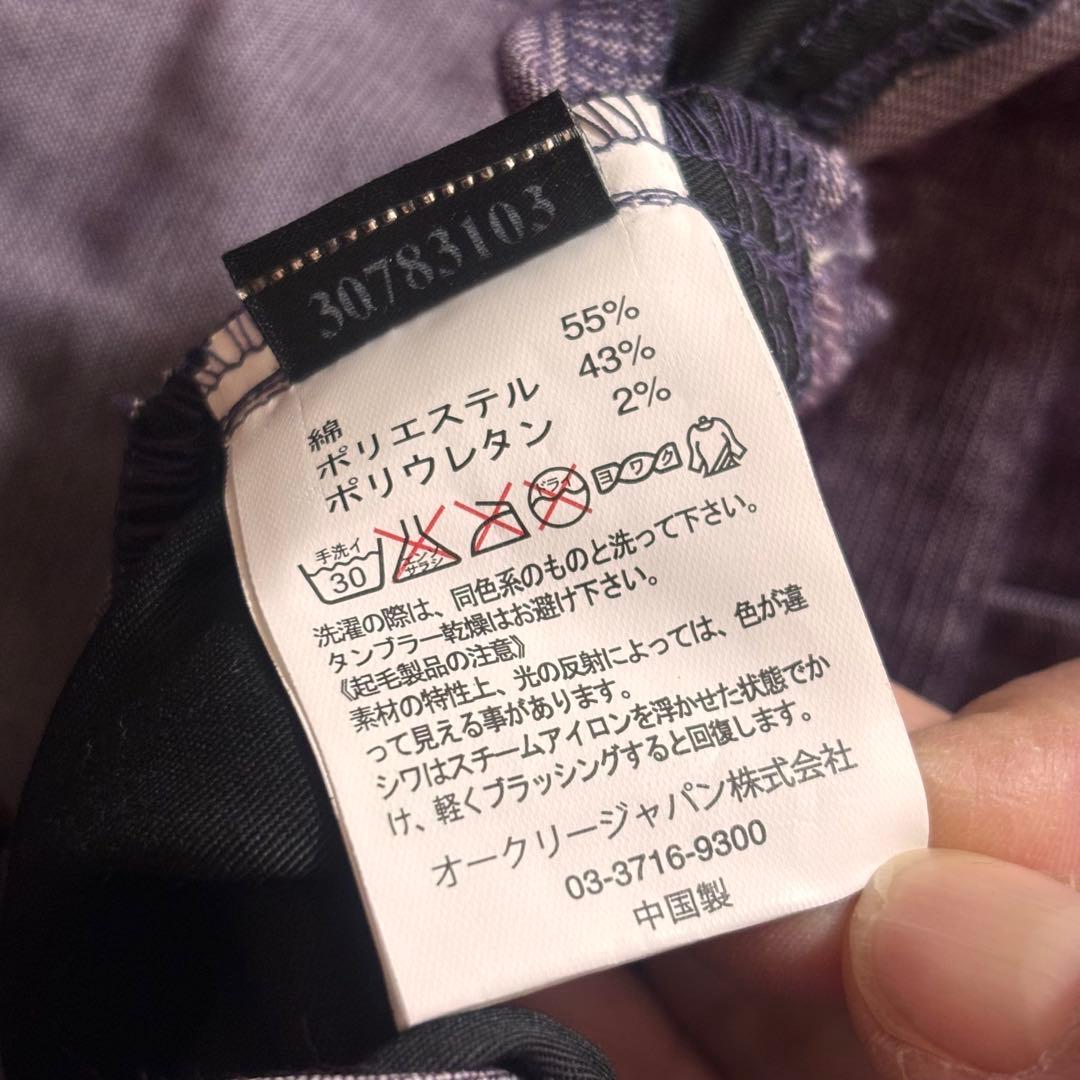 30783103
綿 55%
ポリエステル 43%
ポリウレタン 2%
手洗イ
30
エンソ
サラシ
ドライ
ヨワク
洗濯の際は、同色系のものと洗って下さい。
タンブラー乾燥はお避け下さい。
《起毛製品の注意》
素材の特性上、光の反射によっては、色が違
って見える事があります。
シワはスチームアイロンを浮かせた状態でか
け、軽くブラッシングすると回復します。
オークリージャパン株式会社
03-3716-9300
中国製